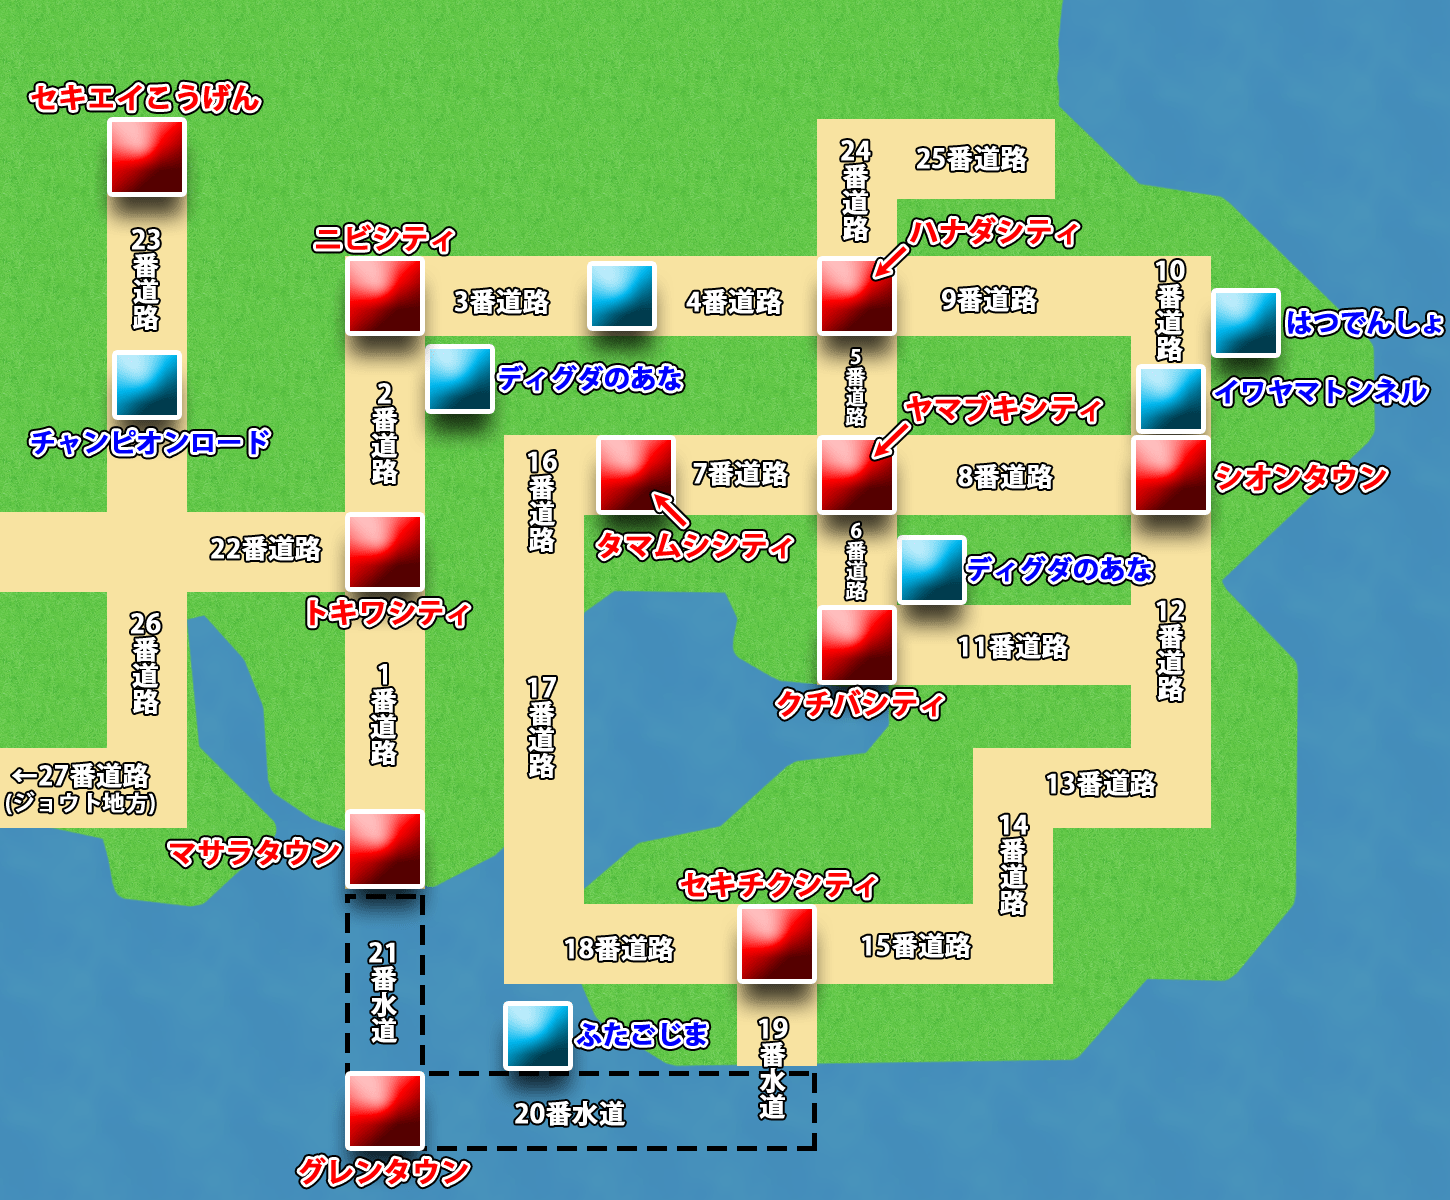 セキエイこうげん
23番道路
チャンピオンロード
ニビシティ
3番道路
4番道路
24番道路
25番道路
ハナダシティ
9番道路
10番道路
はつでんしょ
イワヤマトンネル
ディグダのあな
2番道路
5番道路
ヤマブキシティ
16番道路
7番道路
8番道路
シオンタウン
タマムシシティ
22番道路
トキワシティ
6番道路
ディグダのあな
26番道路
1番道路
17番道路
11番道路
12番道路
クチバシティ
←27番道路
(ジョウト地方)
マサラタウン
13番道路
14番道路
セキチクシティ
18番道路
15番道路
21番水道
ふたごじま
19番水道
20番水道
グレンタウン